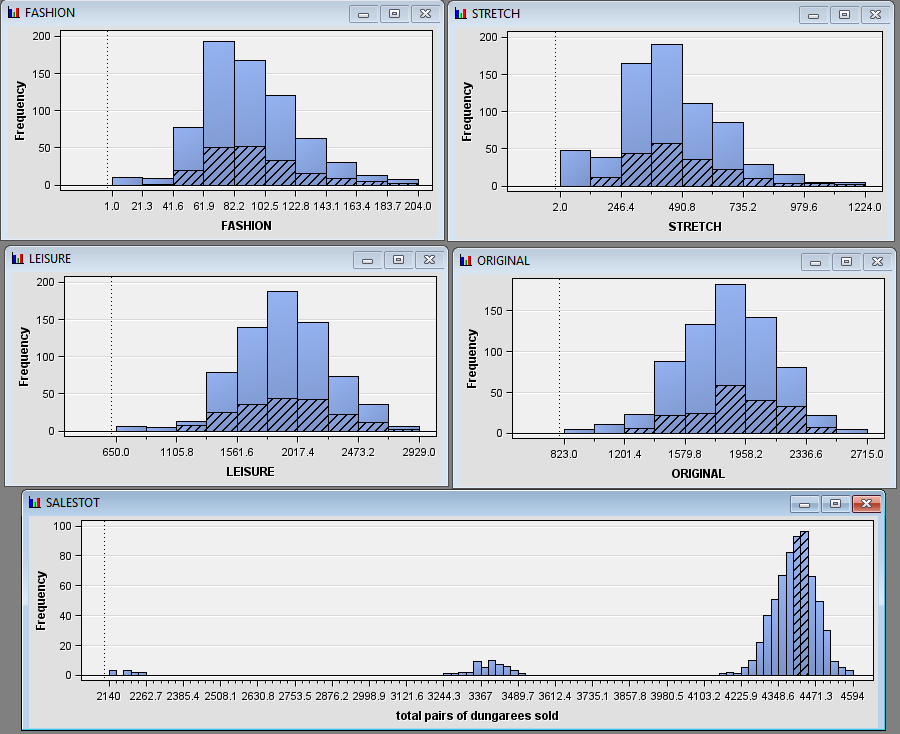 FASHION
200
150
100
50
0
Frequency
1.0 21.3 41.6 61.9 82.2 102.5 122.8 143.1 163.4 183.7 204.0
FASHION
STRETCH
200
150
100
50
0
Frequency
2.0 246.4 490.8 735.2 979.6 1224.0
STRETCH
LEISURE
200
150
100
50
0
Frequency
650.0 1105.8 1561.6 2017.4 2473.2 2929.0
LEISURE
ORIGINAL
150
100
50
0
Frequency
823.0 1201.4 1579.8 1958.2 2336.6 2715.0
ORIGINAL
SALESTOT
100
80
60
40
20
0
Frequency
2140 2262.7 2385.4 2508.1 2630.8 2753.5 2876.2 2998.9 3121.6 3244.3 3367 3489.7 3612.4 3735.1 3857.8 3980.5 4103.2 4225.9 4348.6 4471.3 4594
total pairs of dungarees sold